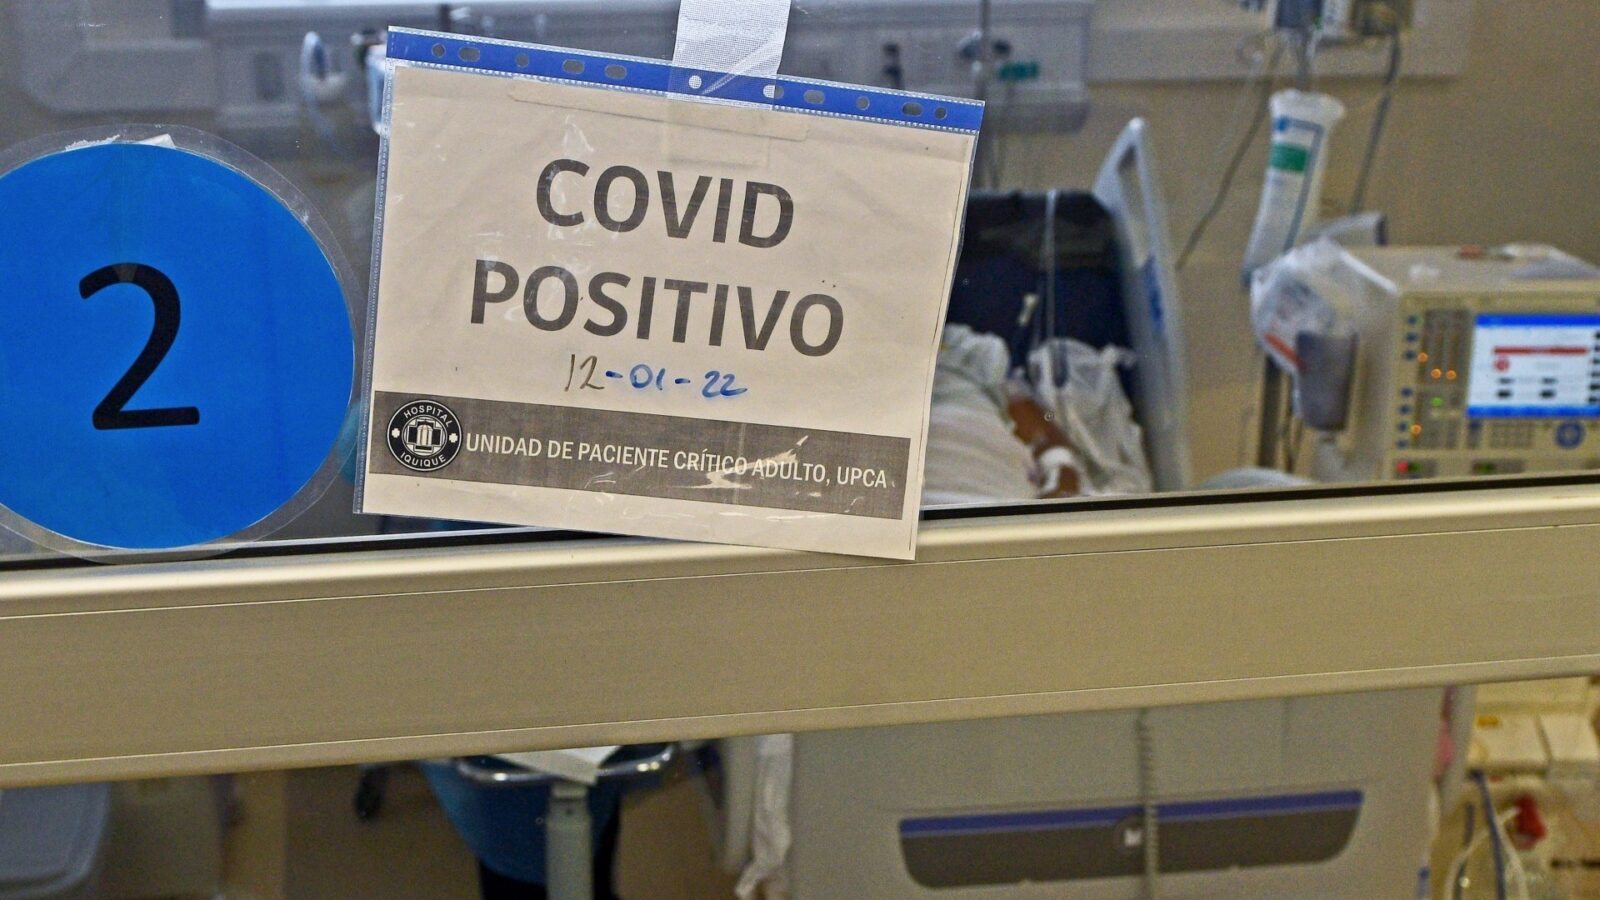 2
COVID
POSITIVO
12-01-22
HOSPITAL
IQUIQUE
UNIDAD DE PACIENTE CRÍTICO ADULTO, UPCA